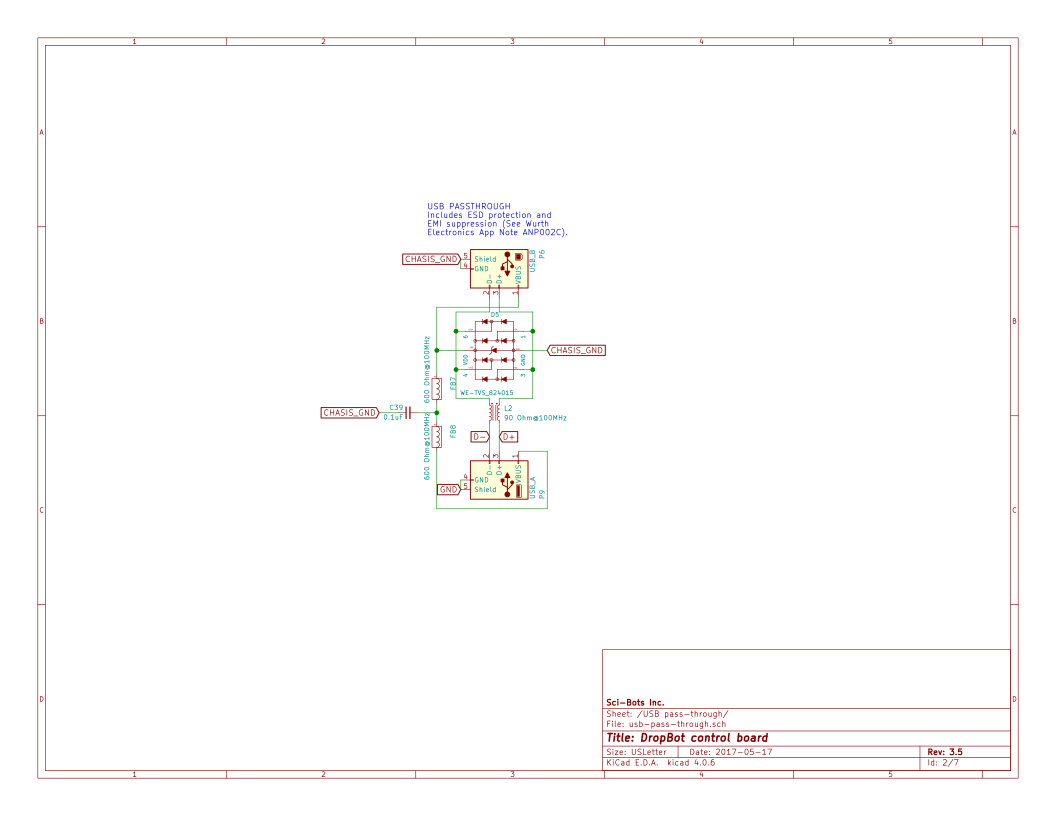 1 2 3 4 5
A A
B B
C C
D D
USB PASSTHROUGH
Includes ESD protection and
EMI suppression (See Wurth
Electronics App Note ANP002C).
CHASIS_GND
5 Shield
4 GND
D-
D+
VBUS
2
3
1
USB_B
P6
D5
6
1
VDD
GND
4
3
CHASIS_GND
WE-TVS_824015
600 Ohm@100MHz
FB7
CHASIS_GND
C39
0.1uF
600 Ohm@100MHz
FB8
L2
90 Ohm@100MHz
D-
D+
2
3
1
D-
D+
VBUS
4 GND
5 Shield
GND
USB_A
P9
Sci-Bots Inc.
Sheet: /USB pass-through/
File: usb-pass-through.sch
Title: DropBot control board
Size: USLetter Date: 2017-05-17 Rev: 3.5
KiCad E.D.A. kicad 4.0.6 Id: 2/7
1 2 3 4 5